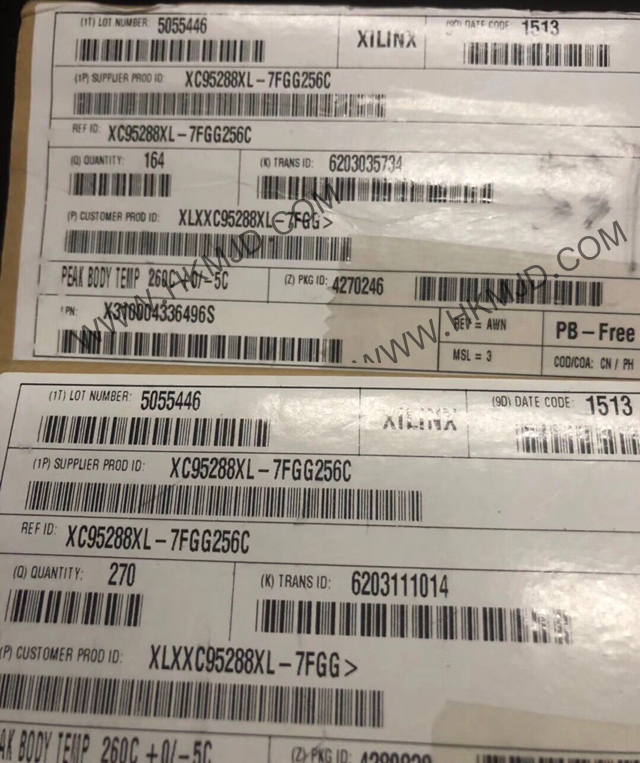 (1T) LOT NUMBER: 5055446
XILINX
(9D) DATE CODE 1513
(1P) SUPPLIER PROD ID: XC95288XL-7FGG256C
REF ID: XC95288XL-7FGG256C
(Q) QUANTITY: 164
(K) TRANS ID: 6203035734
(P) CUSTOMER PROD ID: XLXXC95288XL-7FGG>
PEAK BODY TEMP 260C +0/-5C
(Z) PKG ID: 4270246
PN:
REV = AWN
MSL = 3
PB-Free
COO/COA: CN / PH
WWW.HKMJD.COM
WWW.HKMJD.COM
(1T) LOT NUMBER: 5055446
XILINX
(9D) DATE CODE: 1513
(1P) SUPPLIER PROD ID: XC95288XL-7FGG256C
REF ID: XC95288XL-7FGG256C
(Q) QUANTITY: 270
(K) TRANS ID: 6203111014
(P) CUSTOMER PROD ID: XLXXC95288XL-7FGG>
AK BODY TEMP 260C +0/-5C
(Z) PKG ID: